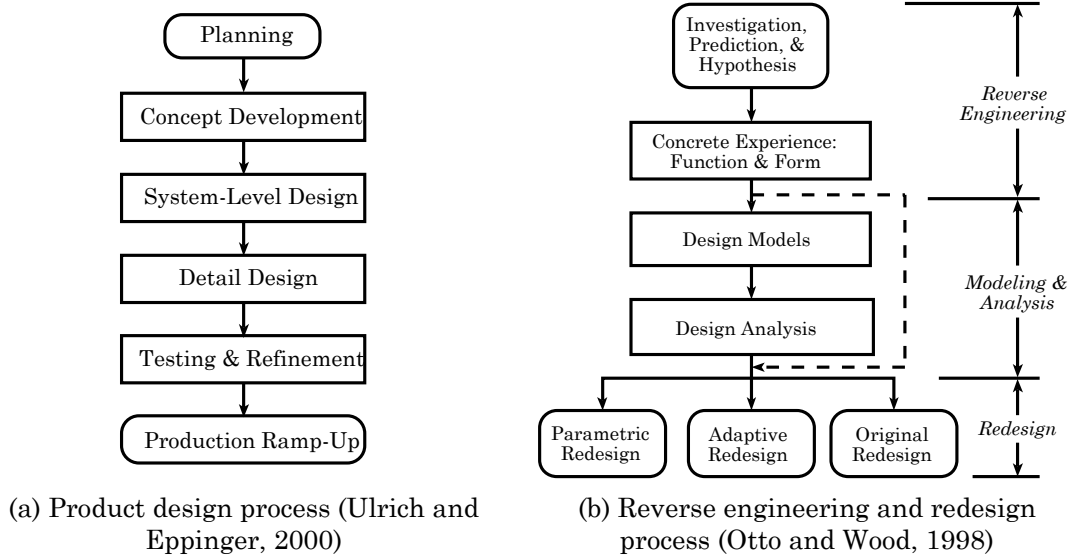 Planning
Concept Development
System-Level Design
Detail Design
Testing & Refinement
Production Ramp-Up
(a) Product design process (Ulrich and
Eppinger, 2000)
Investigation,
Prediction, &
Hypothesis
Concrete Experience:
Function & Form
Design Models
Design Analysis
Parametric
Redesign
Adaptive
Redesign
Original
Redesign
Reverse
Engineering
Modeling &
Analysis
Redesign
(b) Reverse engineering and redesign
process (Otto and Wood, 1998)